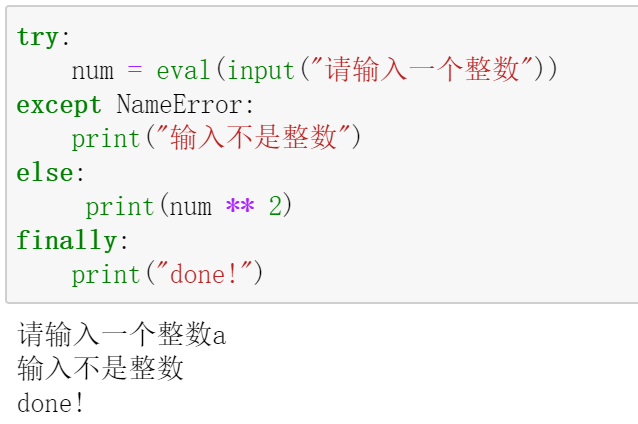 try:
    num = eval(input("请输入一个整数"))
except NameError:
    print("输入不是整数")
else:
     print(num ** 2)
finally:
    print("done!")
请输入一个整数a
输入不是整数
done!